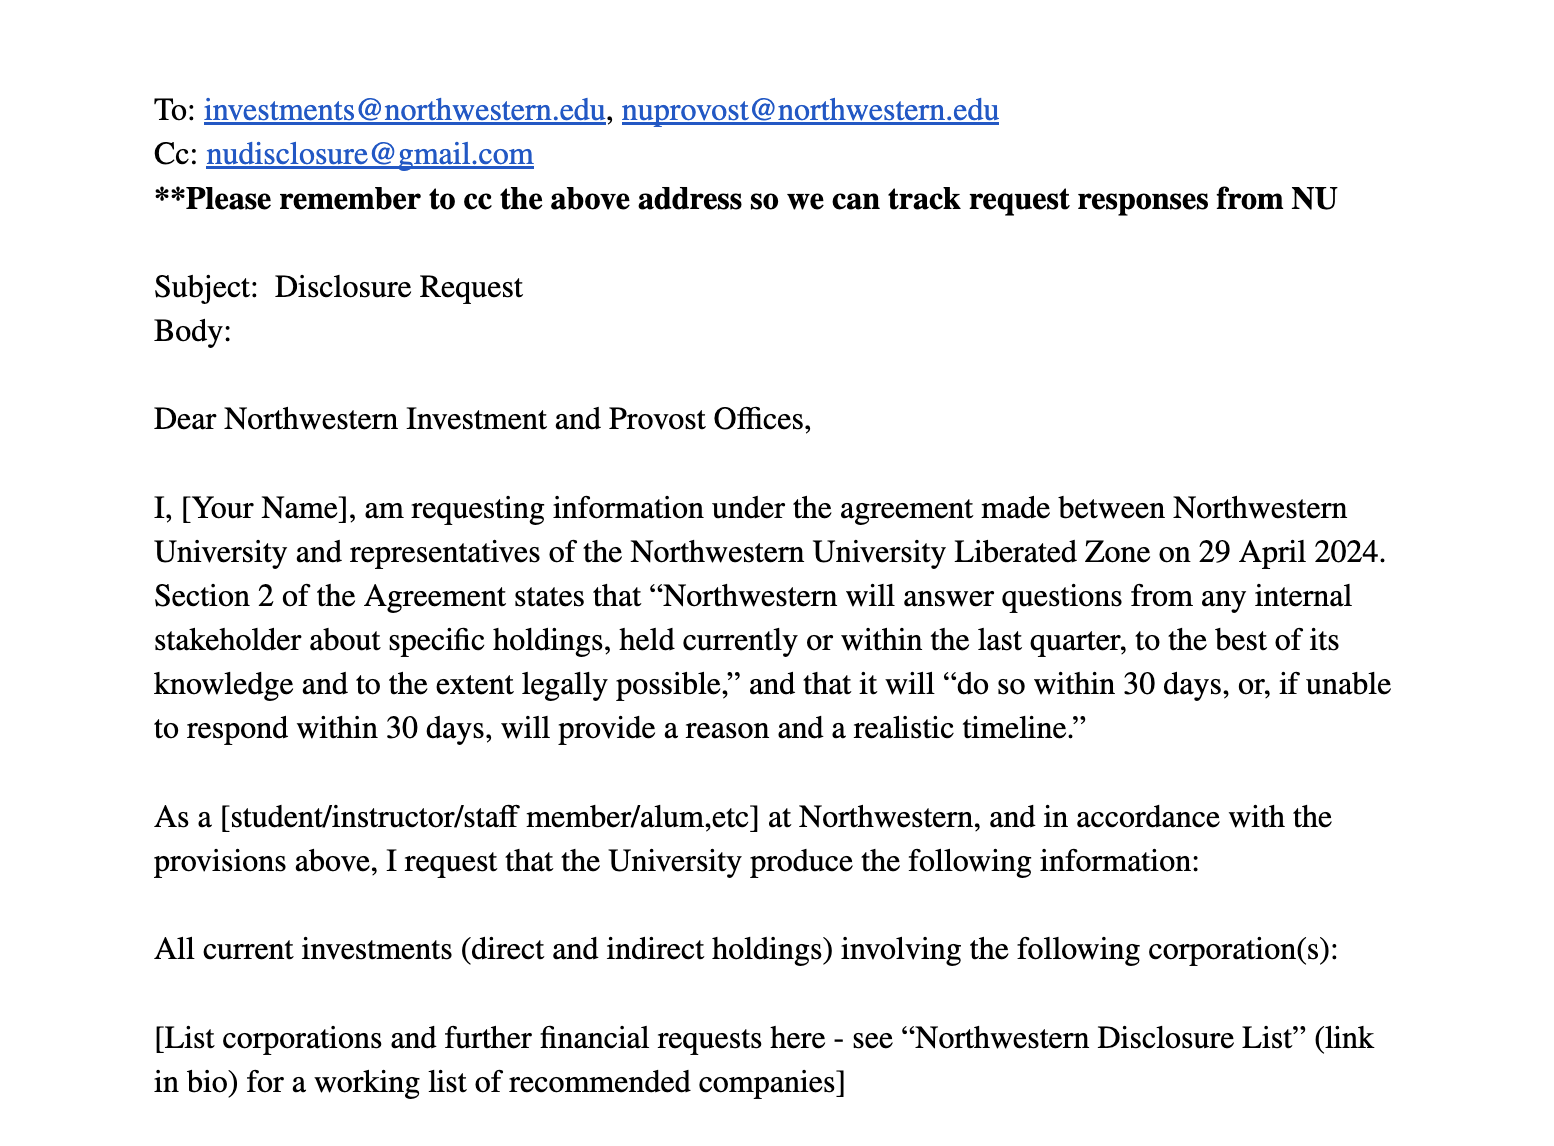 To: investments@northwestern.edu, nuprovost@northwestern.edu
Cc: nudisclosure@gmail.com
**Please remember to cc the above address so we can track request responses from NU
Subject:  Disclosure Request
Body:
Dear Northwestern Investment and Provost Offices,
I, [Your Name], am requesting information under the agreement made between Northwestern
University and representatives of the Northwestern University Liberated Zone on 29 April 2024.
Section 2 of the Agreement states that “Northwestern will answer questions from any internal
stakeholder about specific holdings, held currently or within the last quarter, to the best of its
knowledge and to the extent legally possible,” and that it will “do so within 30 days, or, if unable
to respond within 30 days, will provide a reason and a realistic timeline.”
As a [student/instructor/staff member/alum,etc] at Northwestern, and in accordance with the
provisions above, I request that the University produce the following information:
All current investments (direct and indirect holdings) involving the following corporation(s):
[List corporations and further financial requests here - see “Northwestern Disclosure List” (link
in bio) for a working list of recommended companies]